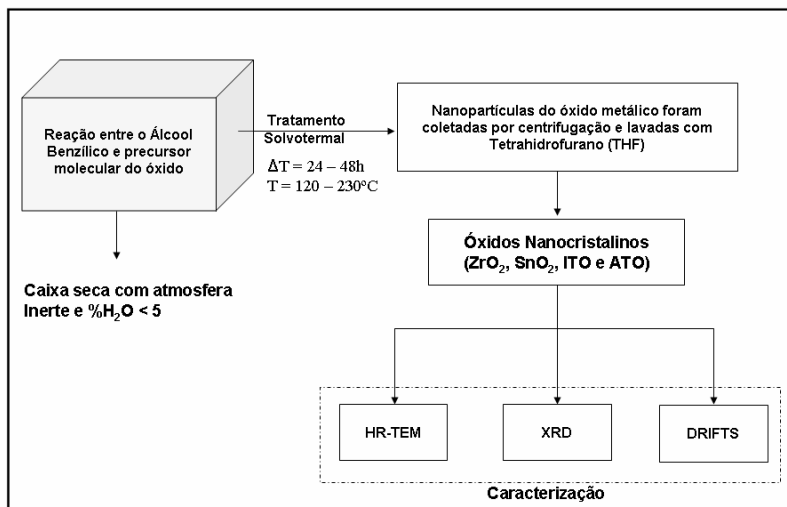 Reação entre o Álcool
Benzílico e precursor
molecular do óxido
Tratamento
Solvotermal
ΔT = 24 – 48h
T = 120 – 230ºC
Nanopartículas do óxido metálico foram
coletadas por centrifugação e lavadas com
Tetrahidrofurano (THF)
Caixa seca com atmosfera
Inerte e %H₂O < 5
Óxidos Nanocristalinos
(ZrO₂, SnO₂, ITO e ATO)
HR-TEM
XRD
DRIFTS
Caracterização